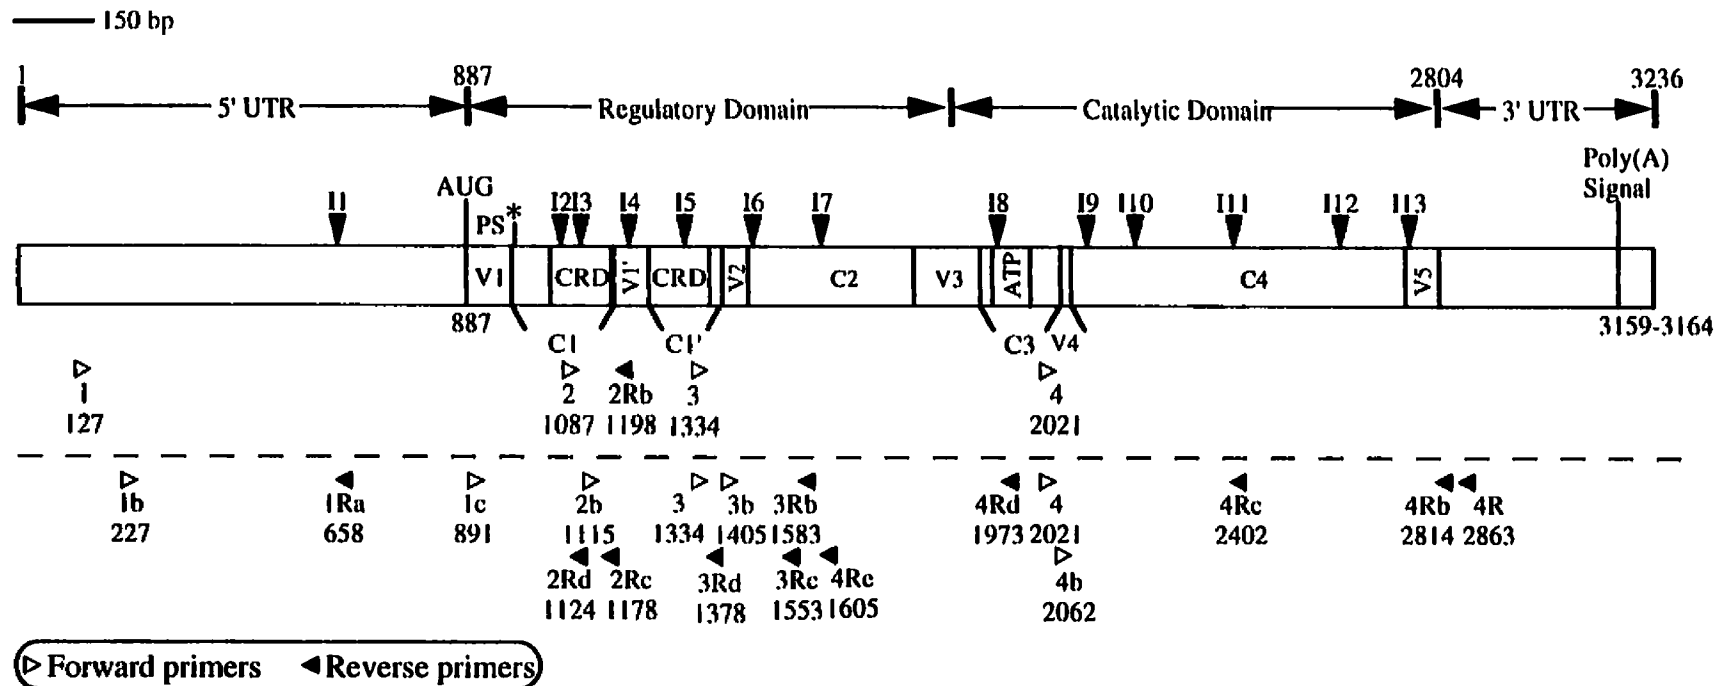 150 bp
1 887 2804 3236
5' UTR Regulatory Domain Catalytic Domain 3' UTR
Poly(A)
Signal
AUG
PS*
I1 I2 I3 I4 I5 I6 I7 I8 I9 I10 I11 I12 I13
V1 CRD V1' CRD V2 C2 V3 ATP C4 V5
887 3159-3164
C1 C1' C3 V4
1 2 2Rb 3 4
127 1087 1198 1334 2021
1b 1Ra 1c 2b 3 3b 3Rb 4Rd 4 4Rc 4Rb 4R
227 658 891 1115 1334 1405 1583 1973 2021 2402 2814 2863
2Rd 2Rc 3Rd 3Rc 4Re 4b
1124 1178 1378 1553 1605 2062
Forward primers Reverse primers